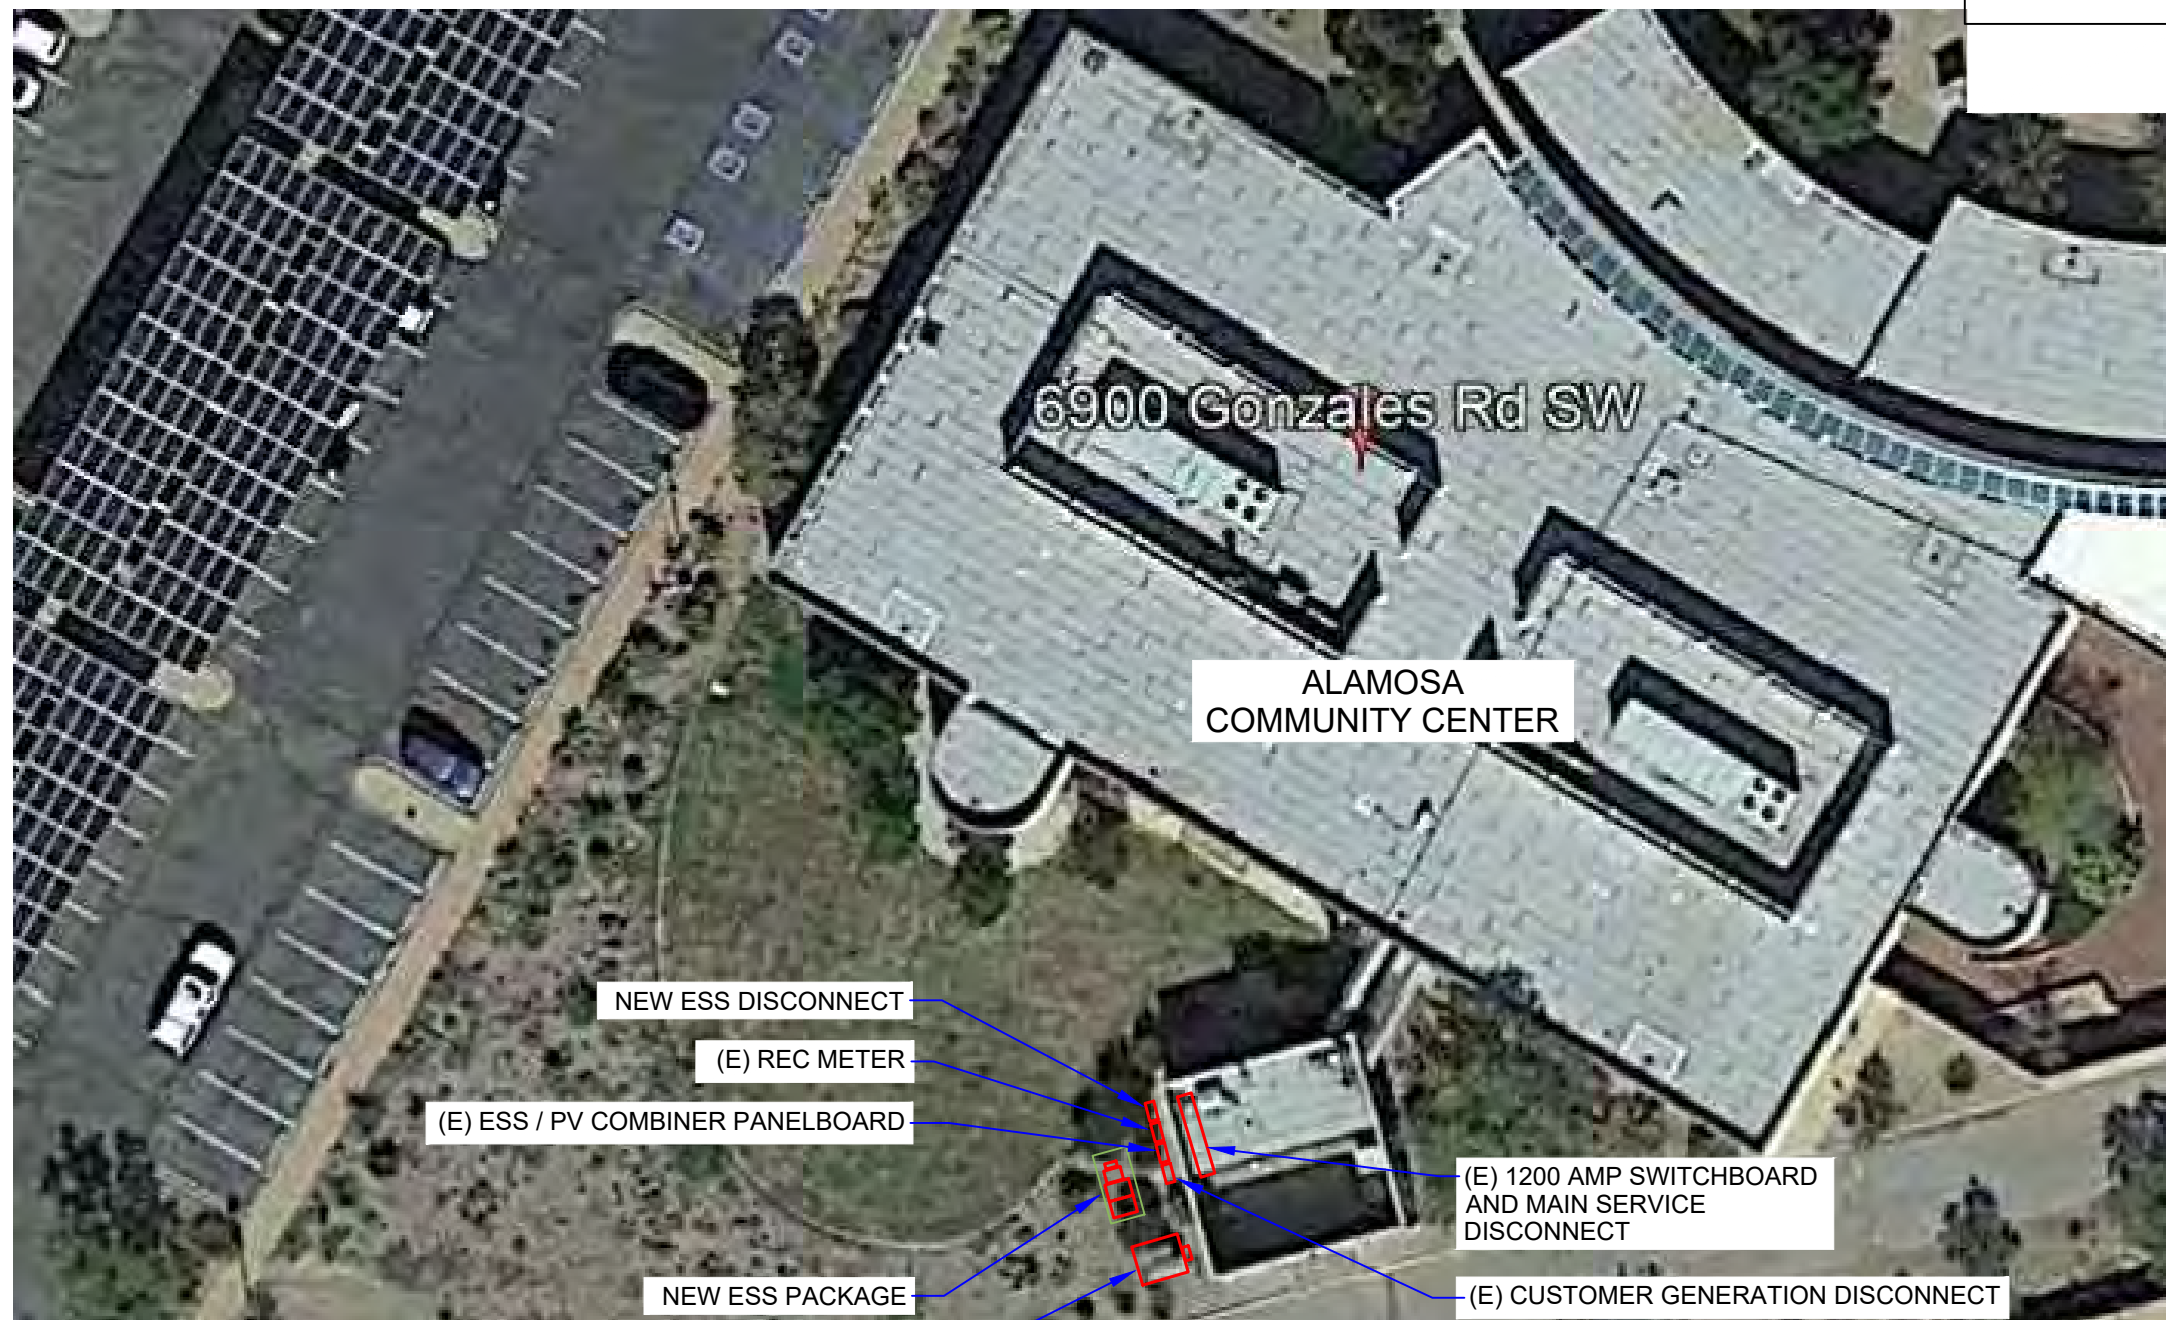 6900 Gonzales Rd SW
ALAMOSA
COMMUNITY CENTER
NEW ESS DISCONNECT
(E) REC METER
(E) ESS / PV COMBINER PANELBOARD
(E) 1200 AMP SWITCHBOARD
AND MAIN SERVICE
DISCONNECT
NEW ESS PACKAGE
(E) CUSTOMER GENERATION DISCONNECT